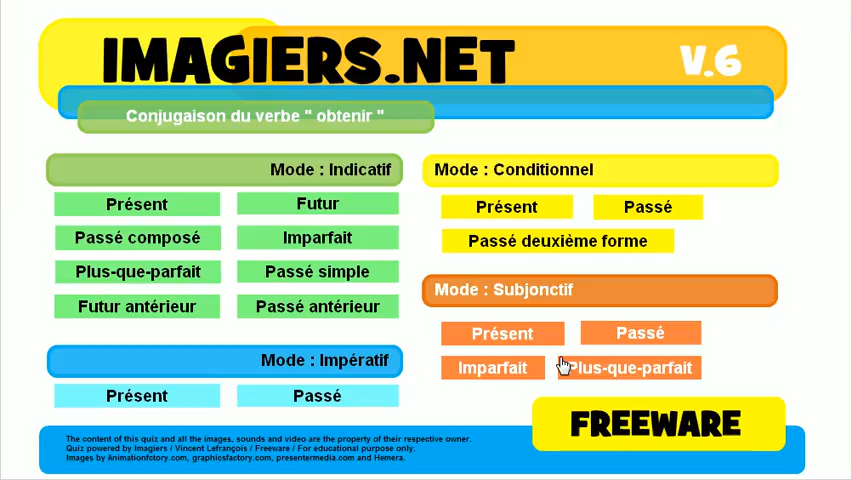 IMAGIERS.NET
V.6
Conjugaison du verbe " obtenir "
Mode : Indicatif
Présent
Futur
Passé composé
Imparfait
Plus-que-parfait
Passé simple
Futur antérieur
Passé antérieur
Mode : Impératif
Présent
Passé
Mode : Conditionnel
Présent
Passé
Passé deuxième forme
Mode : Subjonctif
Présent
Passé
Imparfait
Plus-que-parfait
FREEWARE
The content of this quiz and all the images, sounds and video are the property of their respective owner.
Quiz powered by Imagiers / Vincent Lefrançois / Freeware / For educational purpose only.
Images by Animationfctory.com, graphicsfactory.com, presentermedia.com and Hemera.